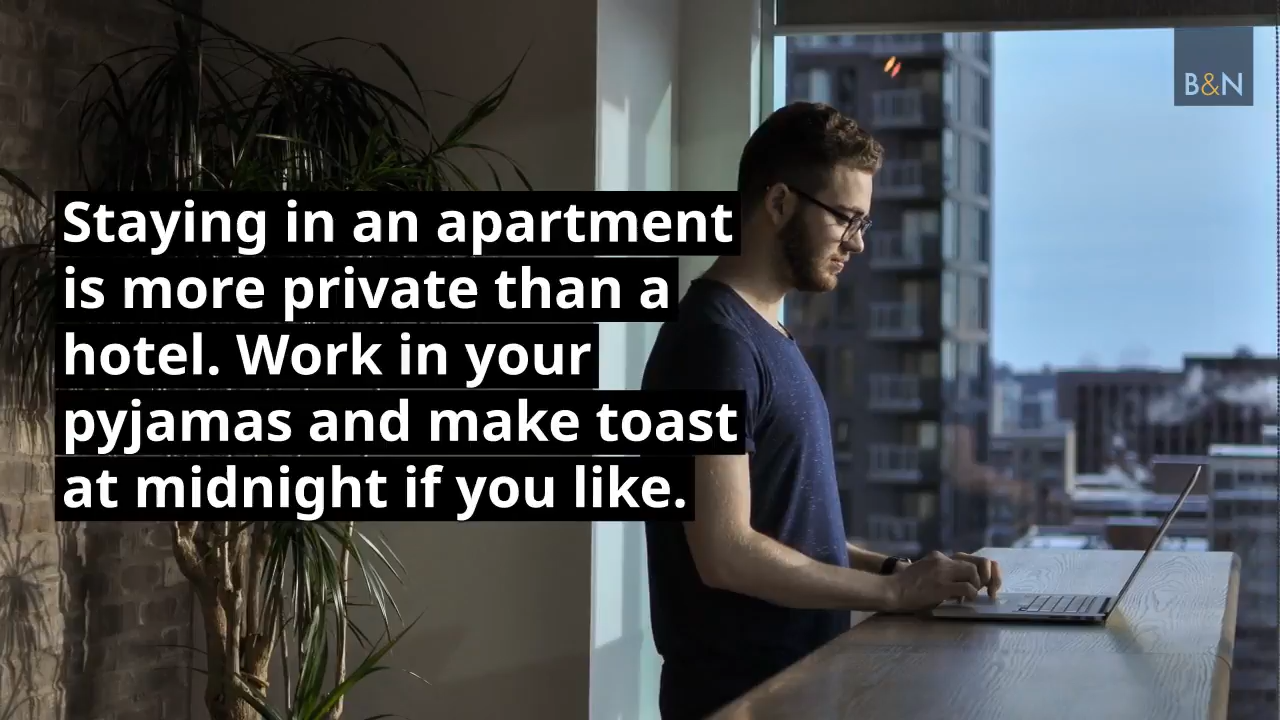 B&N
Staying in an apartment
is more private than a
hotel. Work in your
pyjamas and make toast
at midnight if you like.